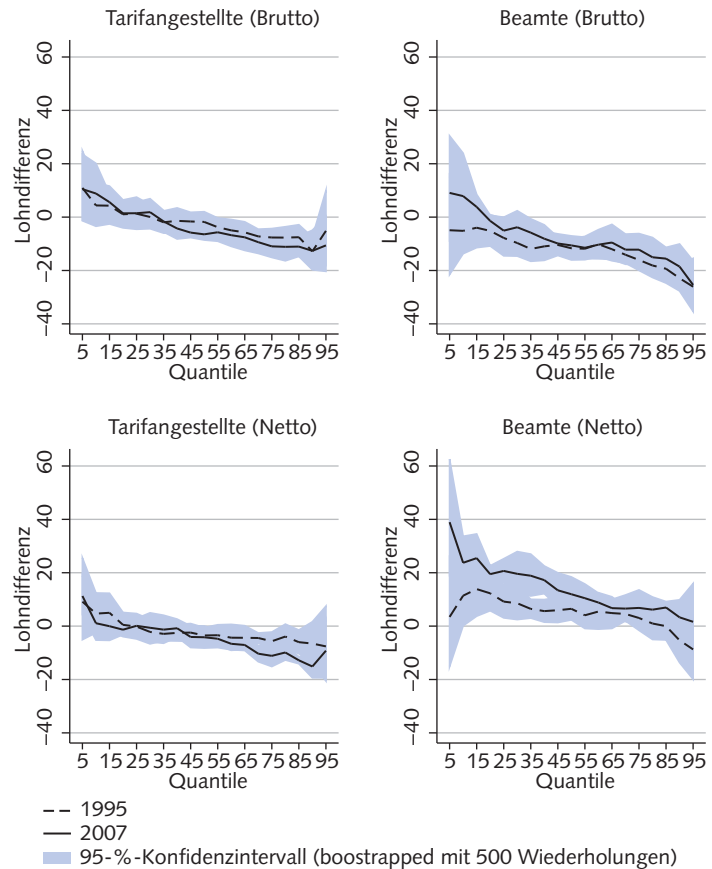 Tarifangestellte (Brutto)
Lohndifferenz
60
40
20
0
−20
−40
5 15 25 35 45 55 65 75 85 95
Quantile
Beamte (Brutto)
Lohndifferenz
60
40
20
0
−20
−40
5 15 25 35 45 55 65 75 85 95
Quantile
Tarifangestellte (Netto)
Lohndifferenz
60
40
20
0
−20
−40
5 15 25 35 45 55 65 75 85 95
Quantile
Beamte (Netto)
Lohndifferenz
60
40
20
0
−20
−40
5 15 25 35 45 55 65 75 85 95
Quantile
1995
2007
95-%-Konfidenzintervall (boostrapped mit 500 Wiederholungen)